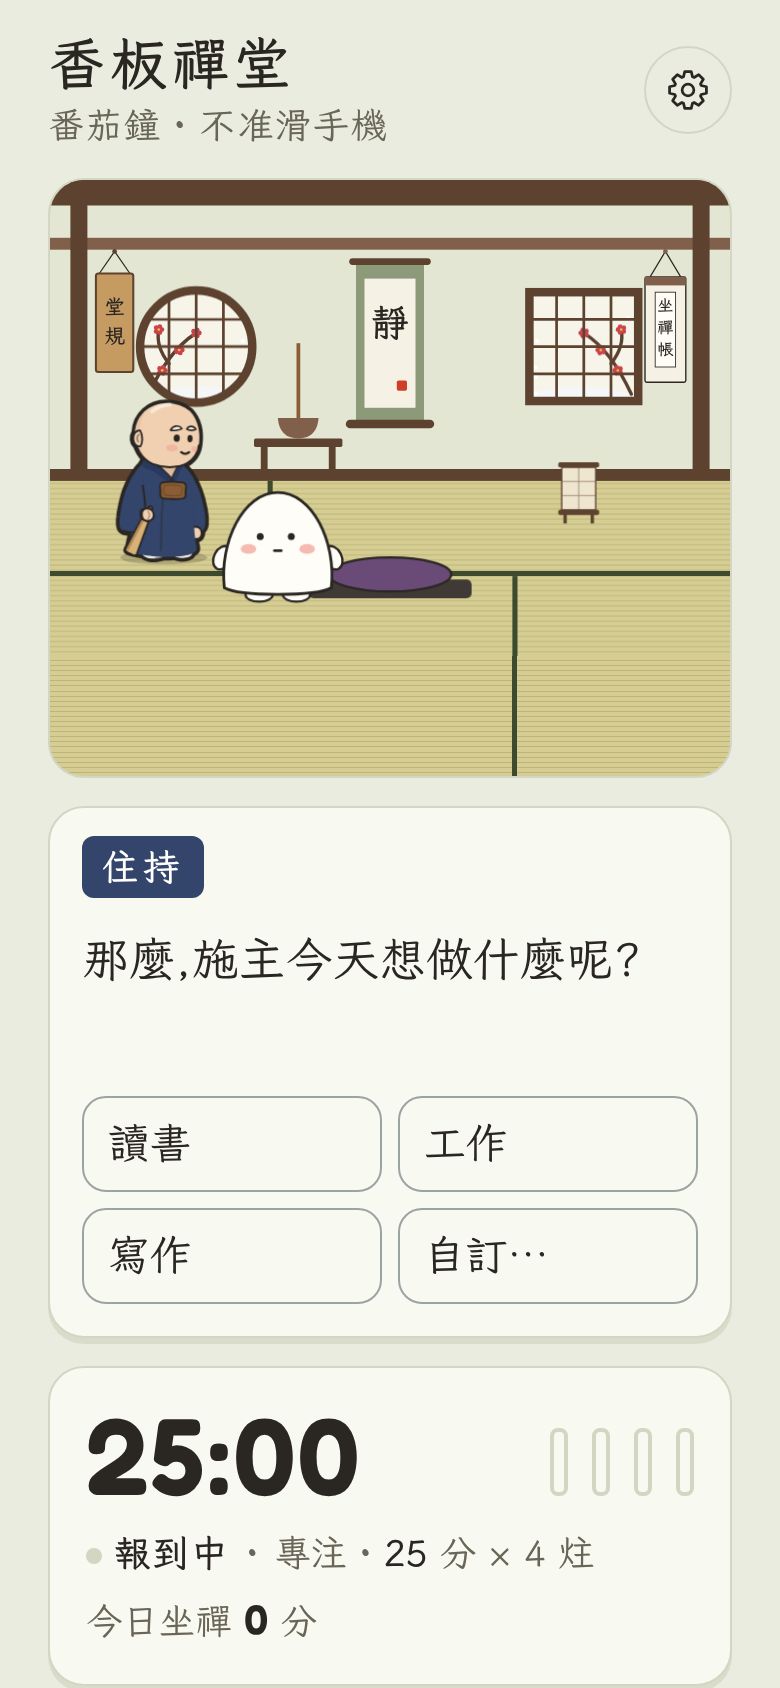 香板禪堂
番茄鐘・不准滑手機
堂規
靜
坐禪帳
住持
那麼,施主今天想做什麼呢?
讀書
工作
寫作
自訂⋯
25:00
報到中・專注・25 分 × 4 炷
今日坐禪 0 分